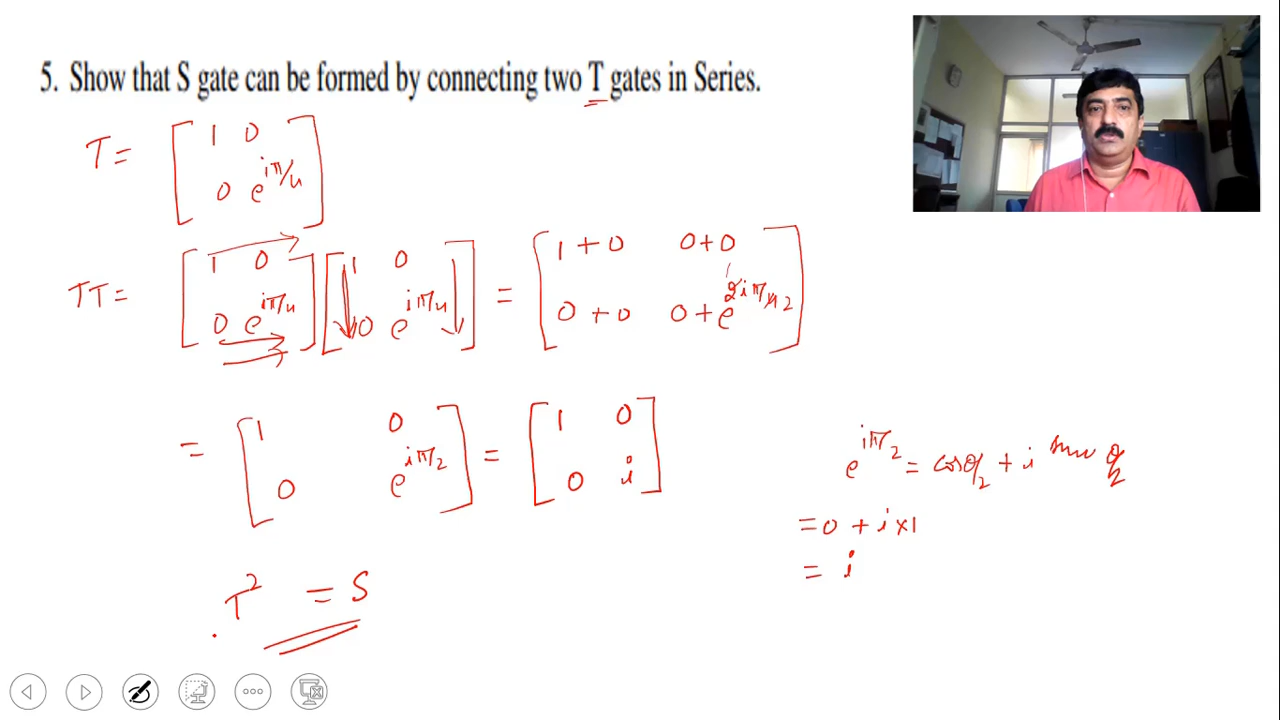 5. Show that S gate can be formed by connecting two T gates in Series.
T = [ 1 0
0 e^{iπ/4} ]
TT = [ 1 0
0 e^{iπ/4} ] [ 1 0
0 e^{iπ/4} ] = [ 1+0 0+0
0+0 0+e^{2iπ/4 2} ]
= [ 1 0
0 e^{iπ/2} ] = [ 1 0
0 i ]
T² = S
e^{iπ/2} = cos θ/2 + i sin θ/2
= 0 + i×1
= i